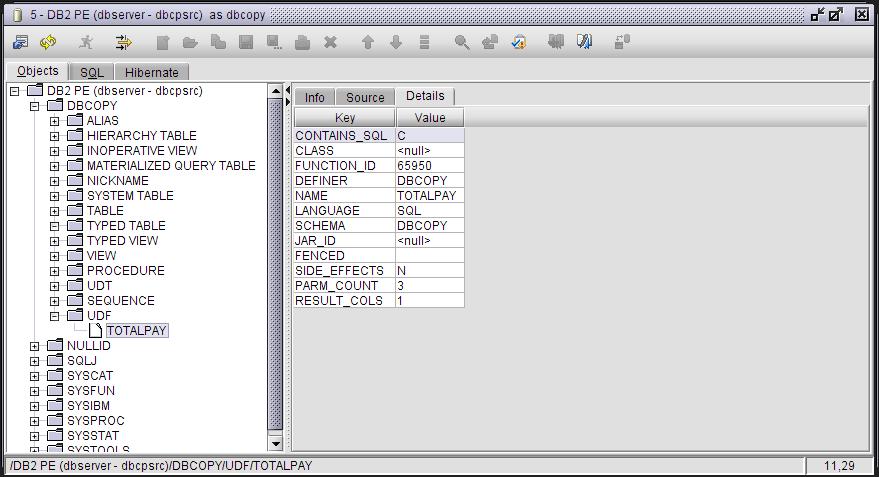 5 - DB2 PE (dbserver - dbcpsrc) as dbcopy
Objects SQL Hibernate
DB2 PE (dbserver - dbcpsrc)
DBCOPY
ALIAS
HIERARCHY TABLE
INOPERATIVE VIEW
MATERIALIZED QUERY TABLE
NICKNAME
SYSTEM TABLE
TABLE
TYPED TABLE
TYPED VIEW
VIEW
PROCEDURE
UDT
SEQUENCE
UDF
TOTALPAY
NULLID
SQLJ
SYSCAT
SYSFUN
SYSIBM
SYSPROC
SYSSTAT
SYSTOOLS
Info Source Details
Key Value
CONTAINS_SQL C
CLASS <null>
FUNCTION_ID 65950
DEFINER DBCOPY
NAME TOTALPAY
LANGUAGE SQL
SCHEMA DBCOPY
JAR_ID <null>
FENCED
SIDE_EFFECTS N
PARM_COUNT 3
RESULT_COLS 1
/DB2 PE (dbserver - dbcpsrc)/DBCOPY/UDF/TOTALPAY 11,29